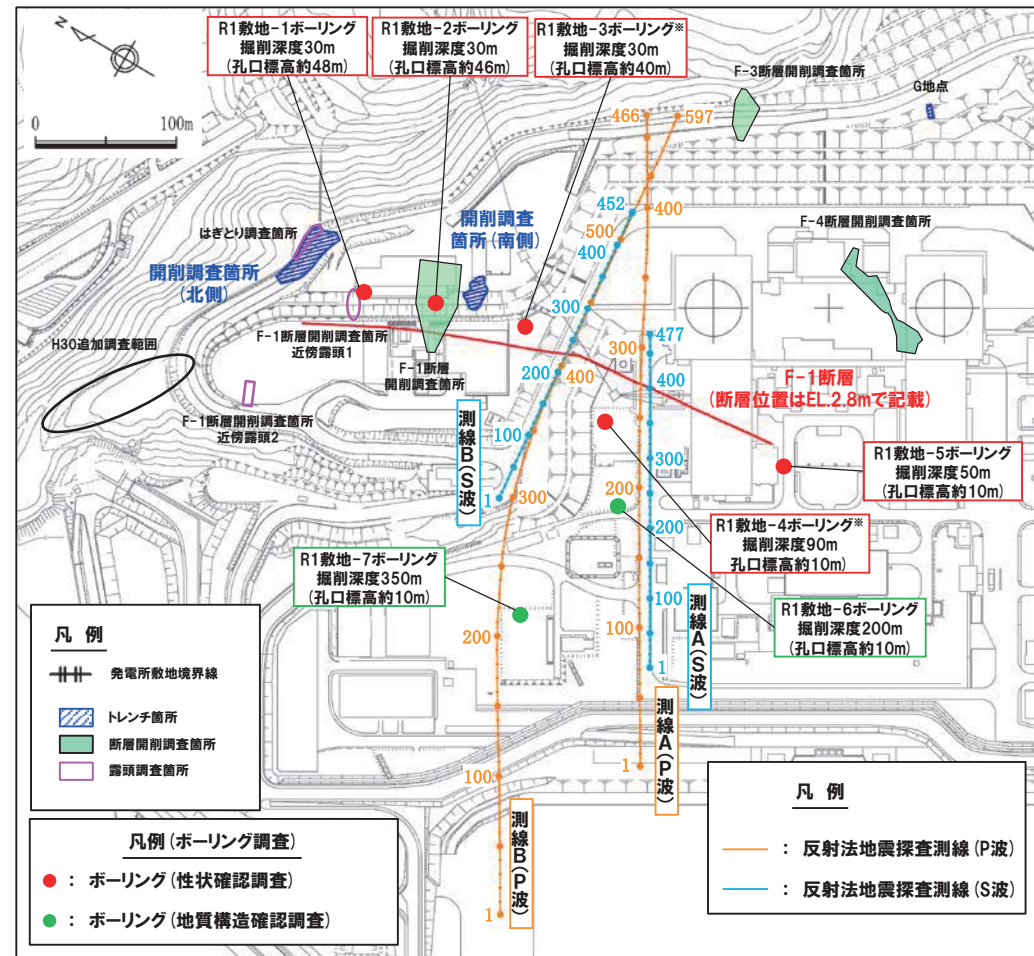 N
0
100m
R1敷地-1ボーリング
掘削深度30m
(孔口標高約48m)
R1敷地-2ボーリング
掘削深度30m
(孔口標高約46m)
R1敷地-3ボーリング※
掘削深度30m
(孔口標高約40m)
F-3断層開削調査箇所
G地点
466
597
452
500
400
400
はぎとり調査箇所
開削調査
箇所(南側)
F-4断層開削調査箇所
開削調査箇所
(北側)
300
477
H30追加調査範囲
F-1断層開削調査箇所
近傍露頭1
F-1断層
開削調査箇所
300
200
400
400
F-1断層
(断層位置はEL.2.8mで記載)
F-1断層開削調査箇所
近傍露頭2
100
測線B(S波)
1
300
200
300
R1敷地-5ボーリング
掘削深度50m
(孔口標高約10m)
200
R1敷地-4ボーリング※
掘削深度90m
孔口標高約10m)
R1敷地-7ボーリング
掘削深度350m
(孔口標高約10m)
100
測線A(S波)
R1敷地-6ボーリング
掘削深度200m
(孔口標高約10m)
200
100
1
測線A(P波)
1
100
測線B(P波)
1
凡 例
発電所敷地境界線
トレンチ箇所
断層開削調査箇所
露頭調査箇所
凡例(ボーリング調査)
: ボーリング(性状確認調査)
: ボーリング(地質構造確認調査)
凡 例
: 反射法地震探査測線(P波)
: 反射法地震探査測線(S波)